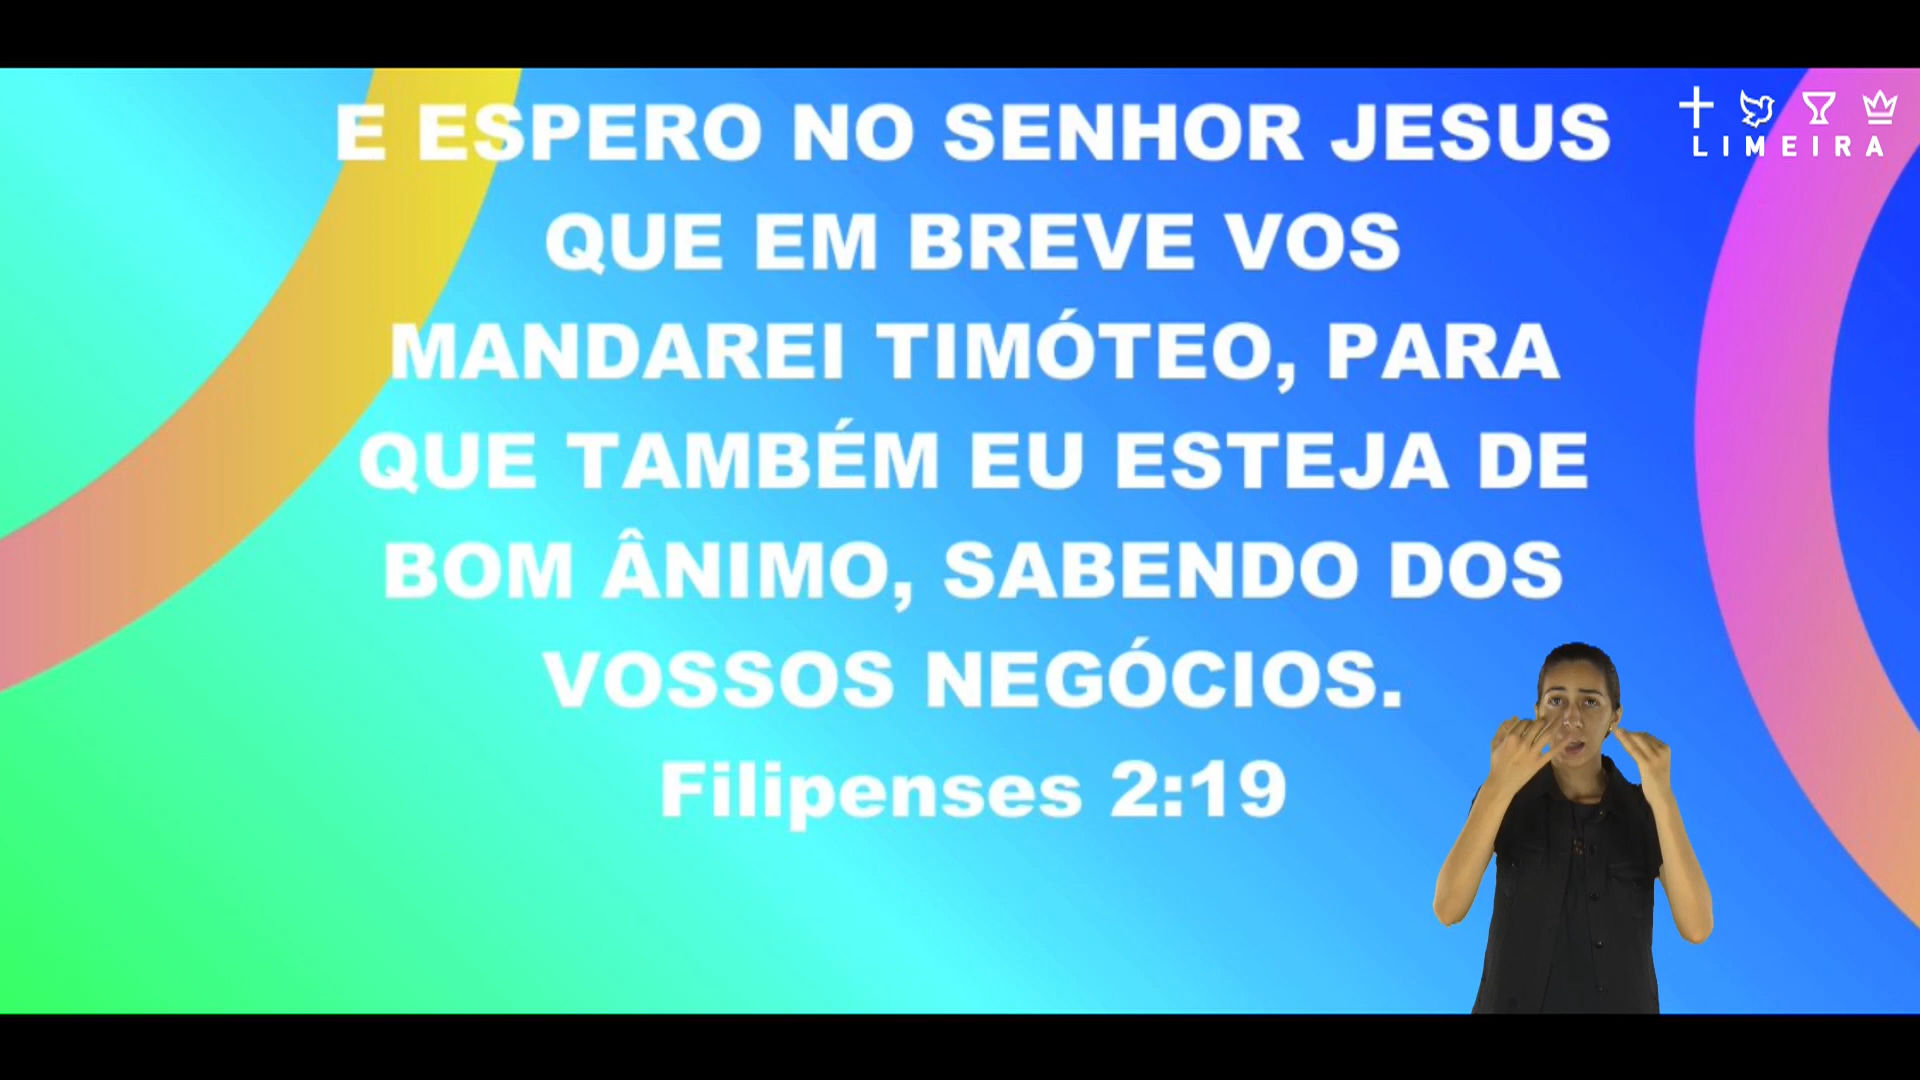 E ESPERO NO SENHOR JESUS
QUE EM BREVE VOS
MANDAREI TIMÓTEO, PARA
QUE TAMBÉM EU ESTEJA DE
BOM ÂNIMO, SABENDO DOS
VOSSOS NEGÓCIOS.
Filipenses 2:19
LIMEIRA